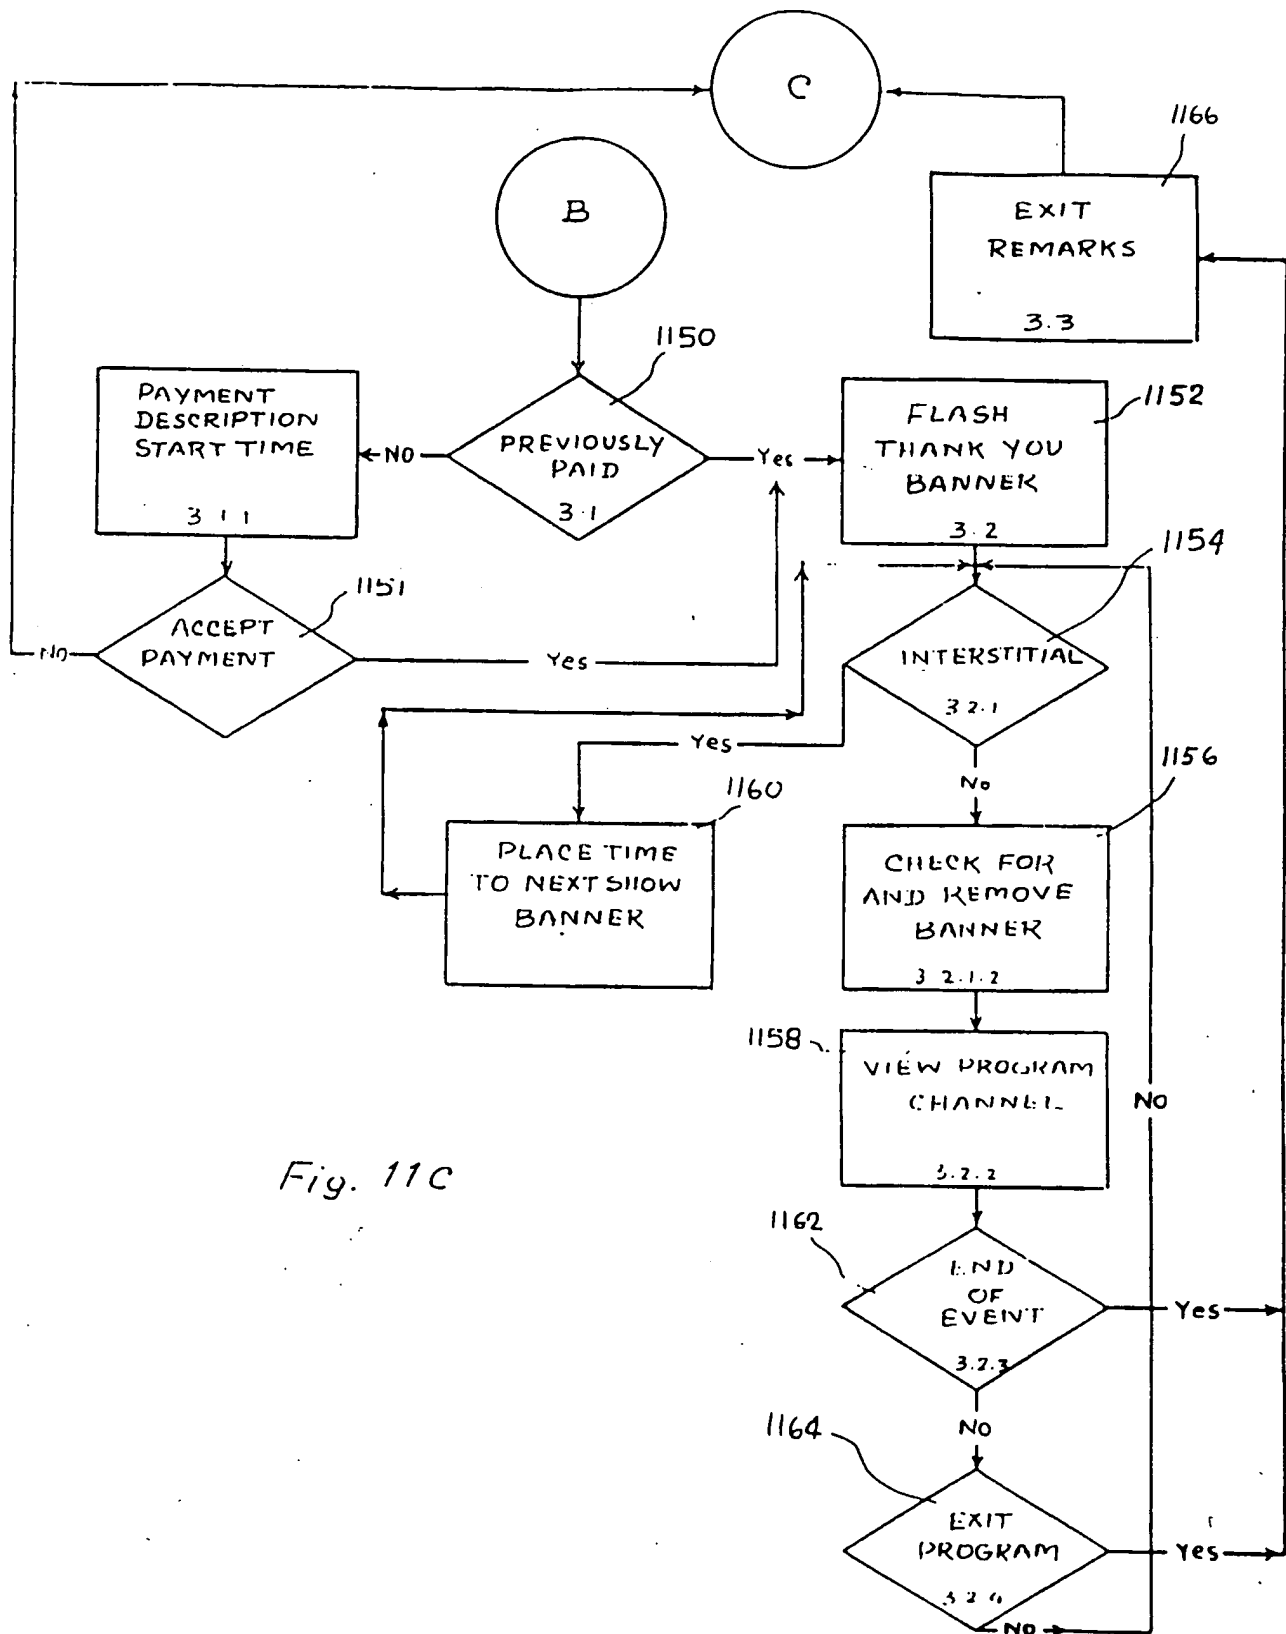 C
1166
EXIT
REMARKS
3.3
B
1150
PREVIOUSLY
PAID
3.1
NO
Yes
PAYMENT
DESCRIPTION
START TIME
3 1 1
1152
FLASH
THANK YOU
BANNER
3.2
1151
ACCEPT
PAYMENT
No
Yes
1154
INTERSTITIAL
3 2 1
Yes
No
1160
PLACE TIME
TO NEXT SHOW
BANNER
1156
CHECK FOR
AND REMOVE
BANNER
3 2.1.2
1158
VIEW PROGRAM
CHANNEL
3.2.2
NO
Fig. 11C
1162
END
OF
EVENT
3.2.3
Yes
No
1164
EXIT
PROGRAM
3 2 4
Yes
NO